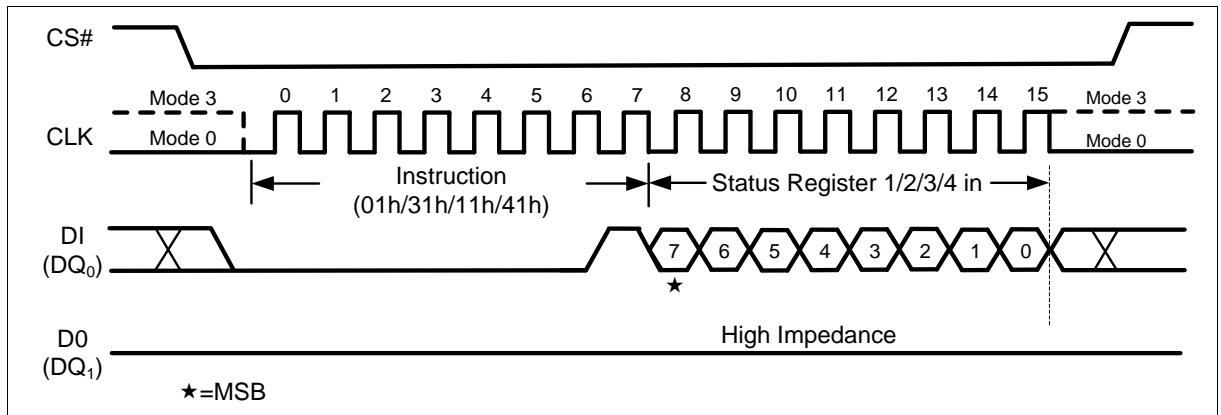 CS#
Mode 3 0 1 2 3 4 5 6 7 8 9 10 11 12 13 14 15 Mode 3
CLK
Mode 0 Mode 0
Instruction
(01h/31h/11h/41h)
Status Register 1/2/3/4 in
DI
(DQ0)
7 6 5 4 3 2 1 0
★
High Impedance
D0
(DQ1)
★=MSB